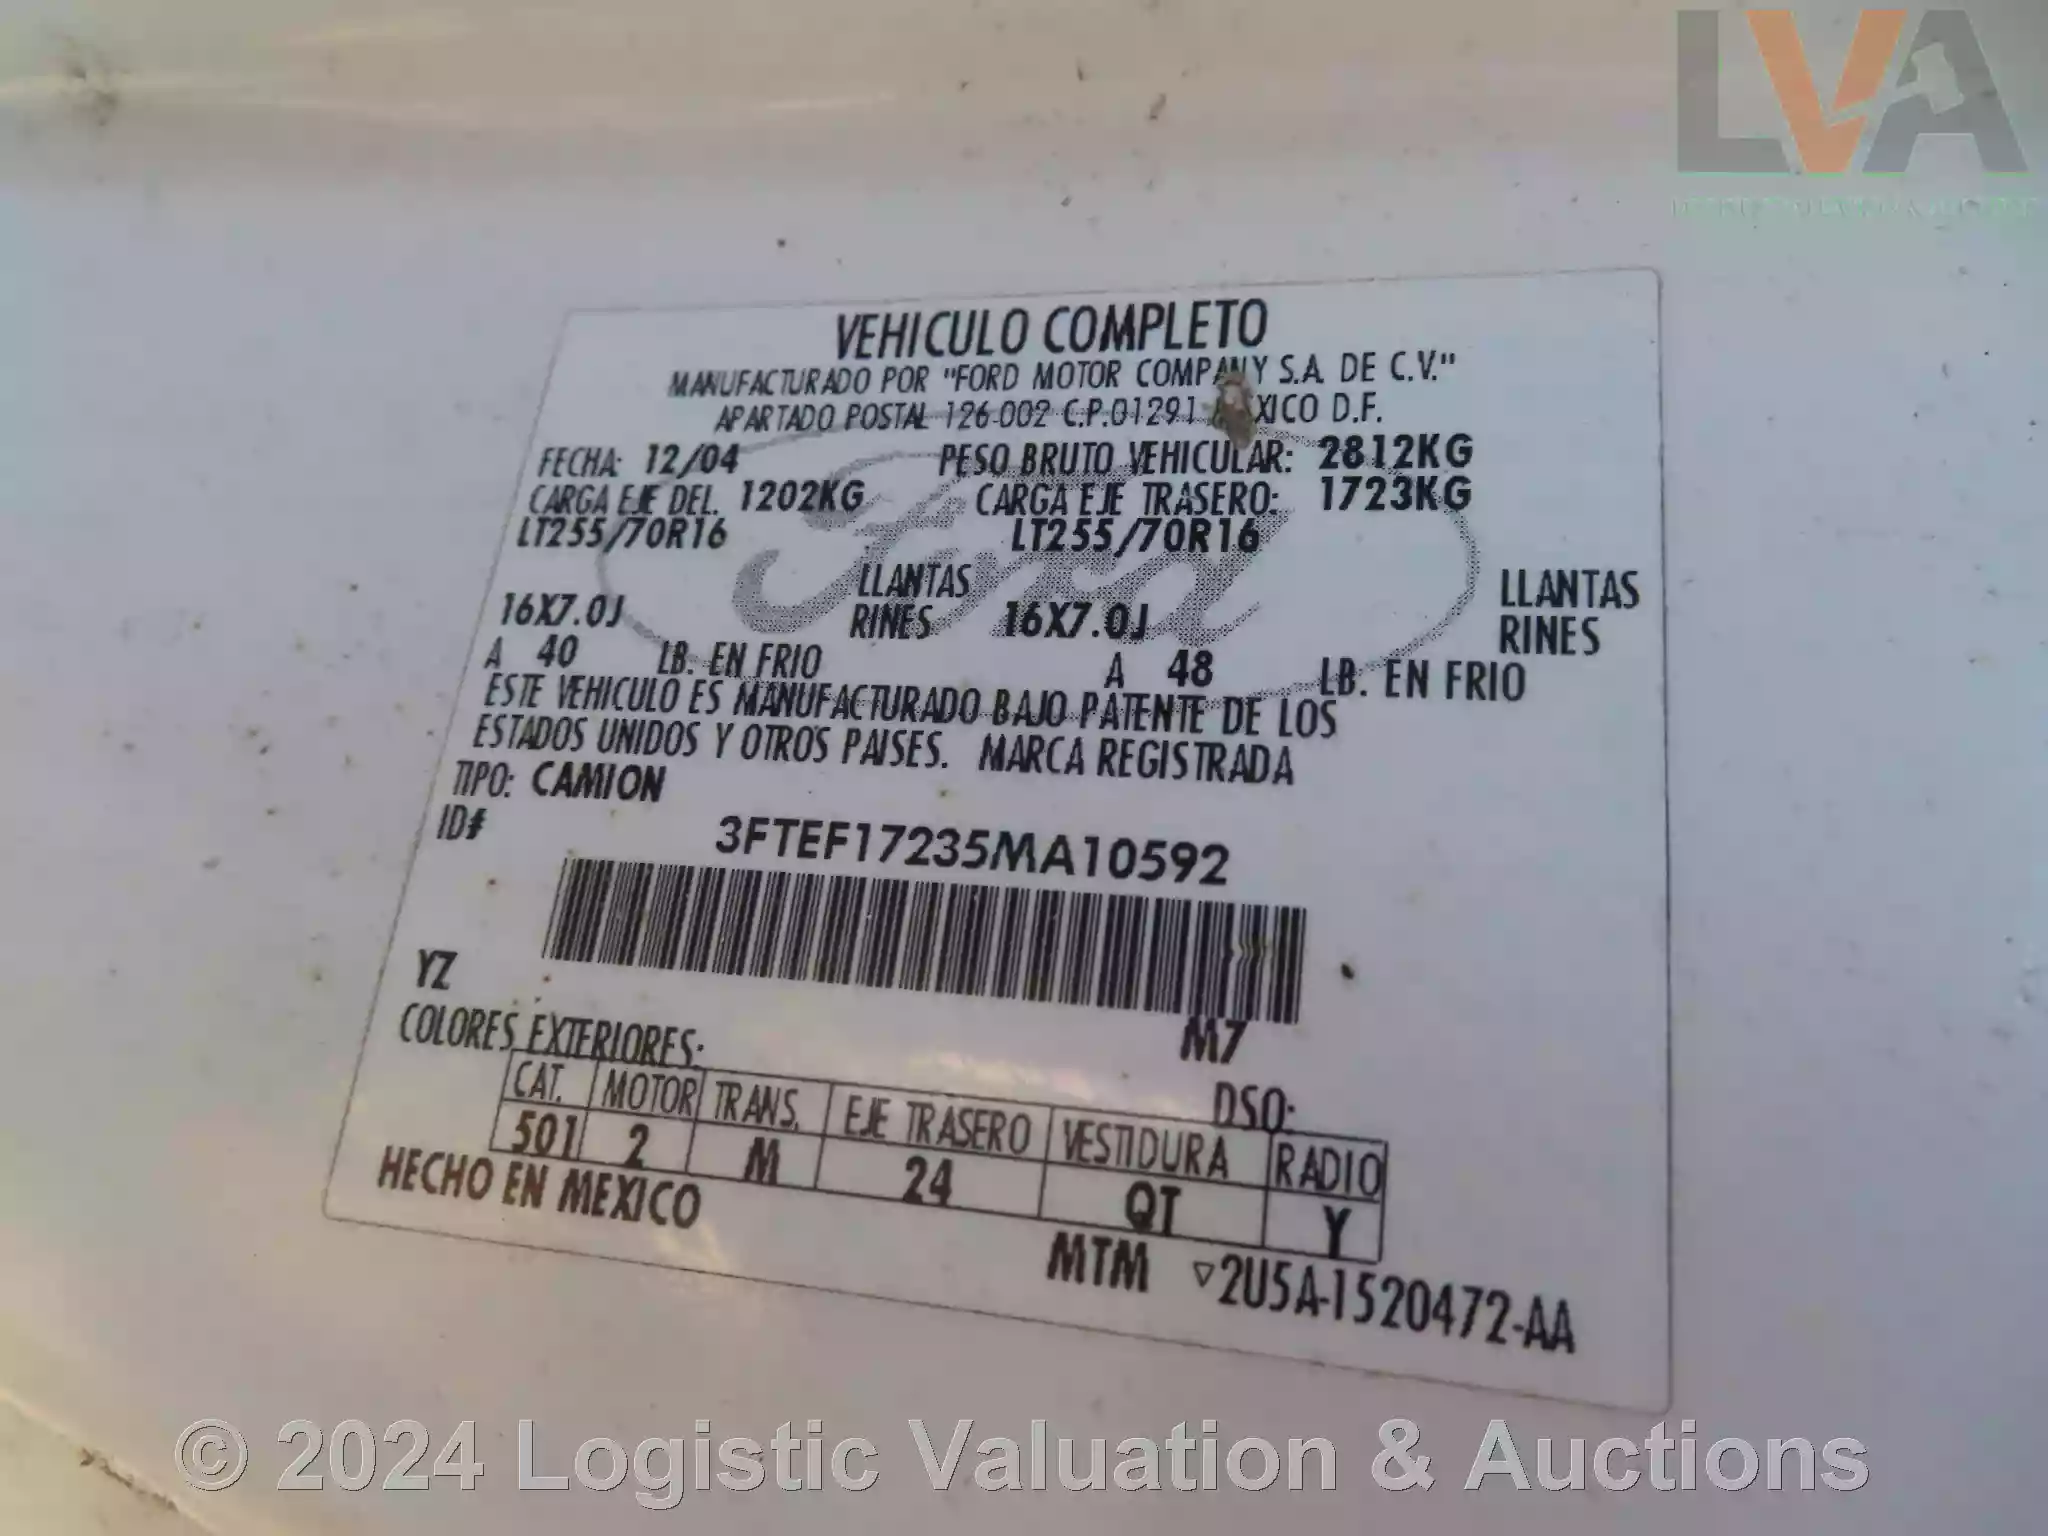 LVA
VEHICULO COMPLETO
MANUFACTURADO POR "FORD MOTOR COMPANY S.A. DE C.V."
APARTADO POSTAL 126-002 C.P.01291 MEXICO D.F.
FECHA: 12/04 PESO BRUTO VEHICULAR: 2812KG
CARGA EJE DEL. 1202KG CARGA EJE TRASERO: 1723KG
LT255/70R16 LT255/70R16
Ford
LLANTAS LLANTAS
16X7.0J RINES 16X7.0J RINES
A 40 LB. EN FRIO A 48 LB. EN FRIO
ESTE VEHICULO ES MANUFACTURADO BAJO PATENTE DE LOS
ESTADOS UNIDOS Y OTROS PAISES. MARCA REGISTRADA
TIPO: CAMION
ID# 3FTEF17235MA10592
YZ M7
COLORES EXTERIORES: DSO:
CAT. MOTOR TRANS. EJE TRASERO VESTIDURA RADIO
501 2 M 24 QT Y
HECHO EN MEXICO
MTM ▽2U5A-1520472-AA
© 2024 Logistic Valuation & Auctions